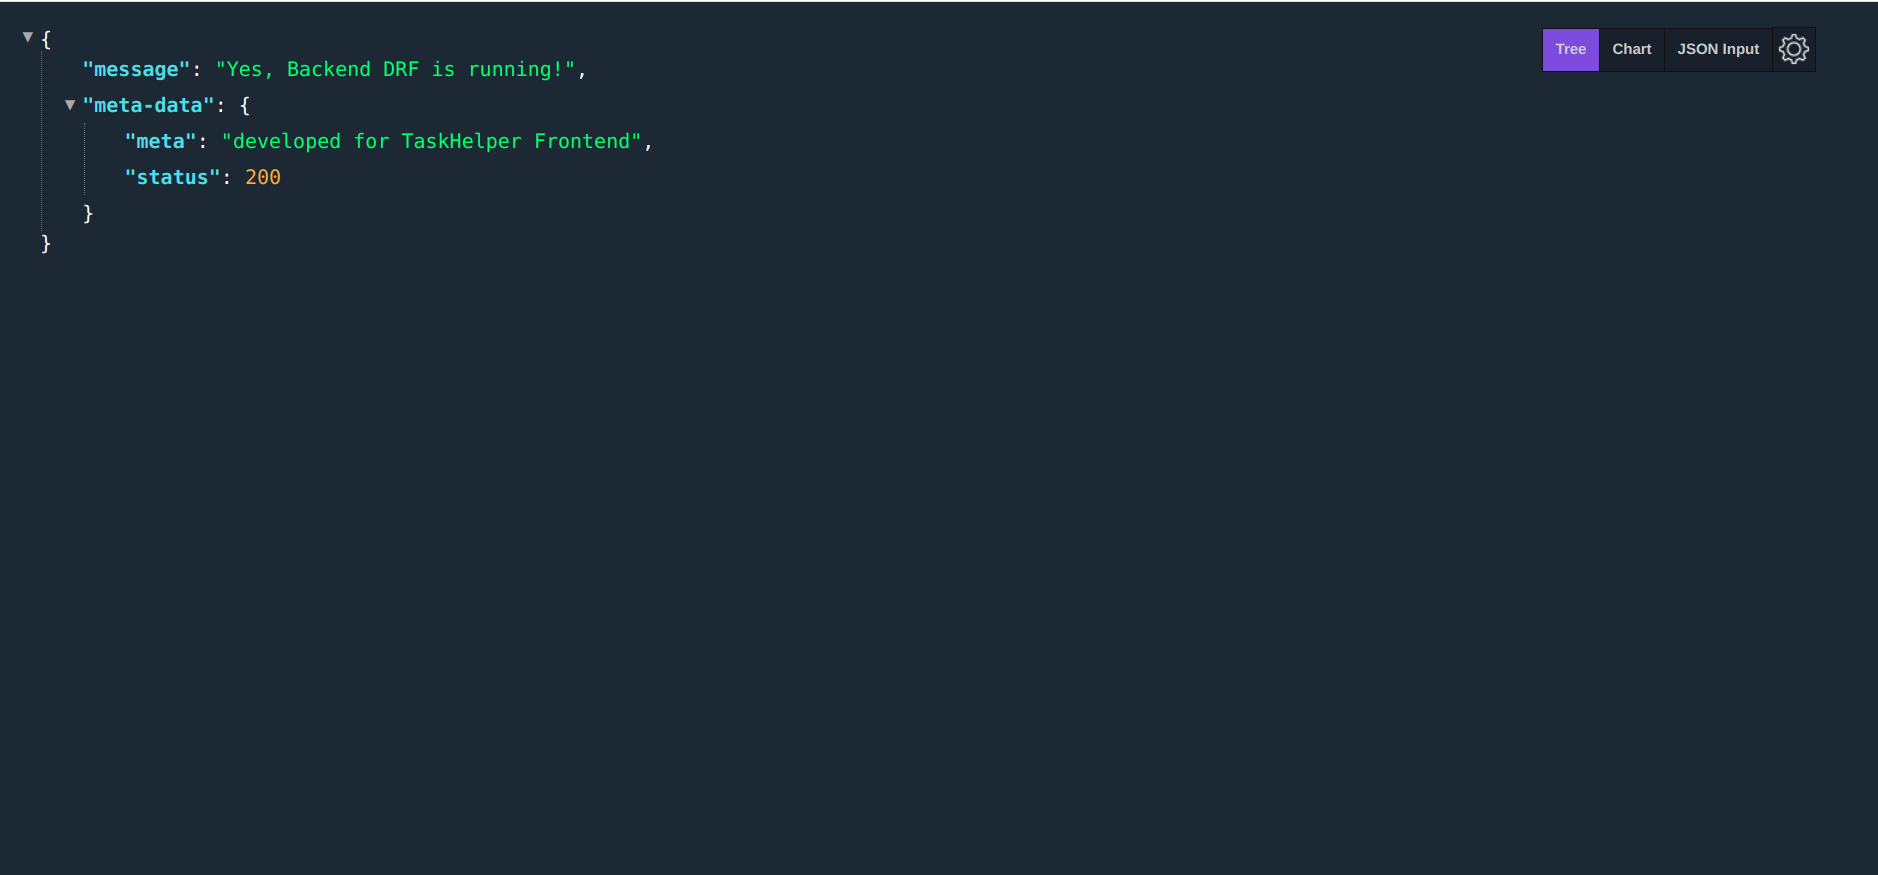 {
Tree Chart JSON Input
"message": "Yes, Backend DRF is running!",
"meta-data": {
"meta": "developed for TaskHelper Frontend",
"status": 200
}
}